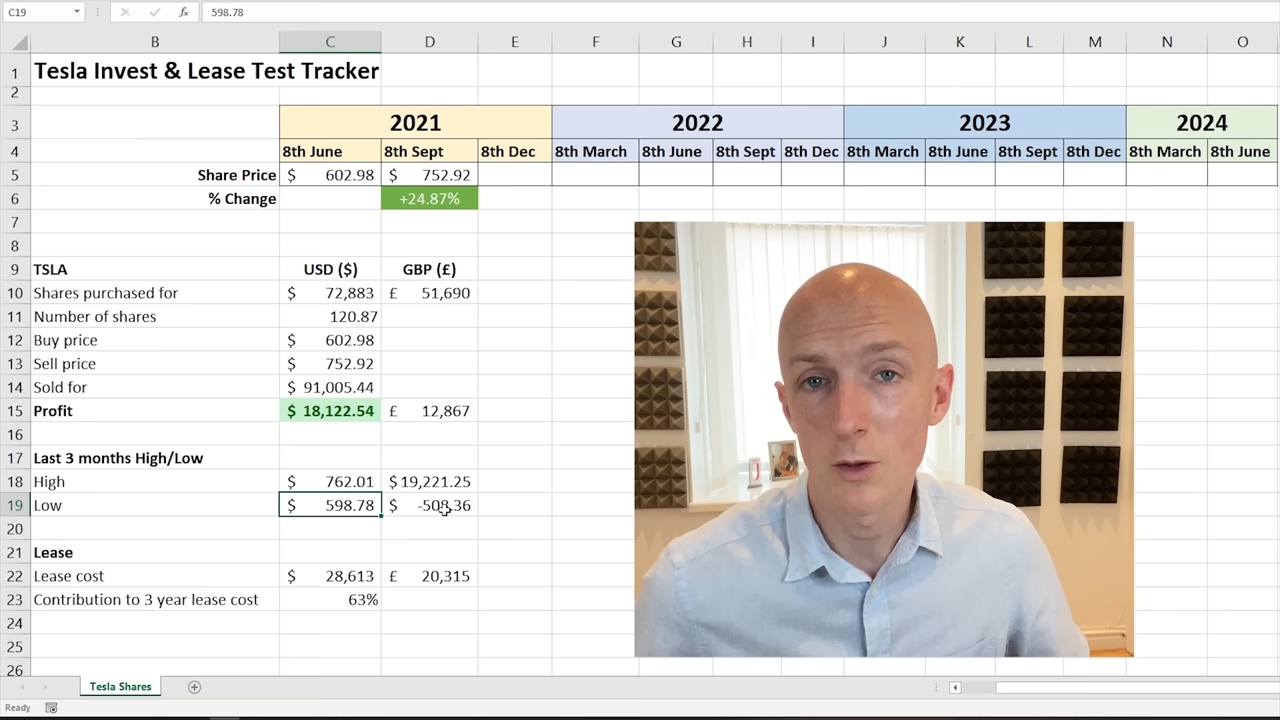 C19 fx 598.78
B C D E F G H I J K L M N O
1 Tesla Invest & Lease Test Tracker
2
3 2021 2022 2023 2024
4 8th June 8th Sept 8th Dec 8th March 8th June 8th Sept 8th Dec 8th March 8th June 8th Sept 8th Dec 8th March 8th June
5 Share Price $ 602.98 $ 752.92
6 % Change +24.87%
7
8
9 TSLA USD ($) GBP (£)
10 Shares purchased for $ 72,883 £ 51,690
11 Number of shares 120.87
12 Buy price $ 602.98
13 Sell price $ 752.92
14 Sold for $ 91,005.44
15 Profit $ 18,122.54 £ 12,867
16
17 Last 3 months High/Low
18 High $ 762.01 $ 19,221.25
19 Low $ 598.78 $ -508.36
20
21 Lease
22 Lease cost $ 28,613 £ 20,315
23 Contribution to 3 year lease cost 63%
24
25
26
Tesla Shares
Ready